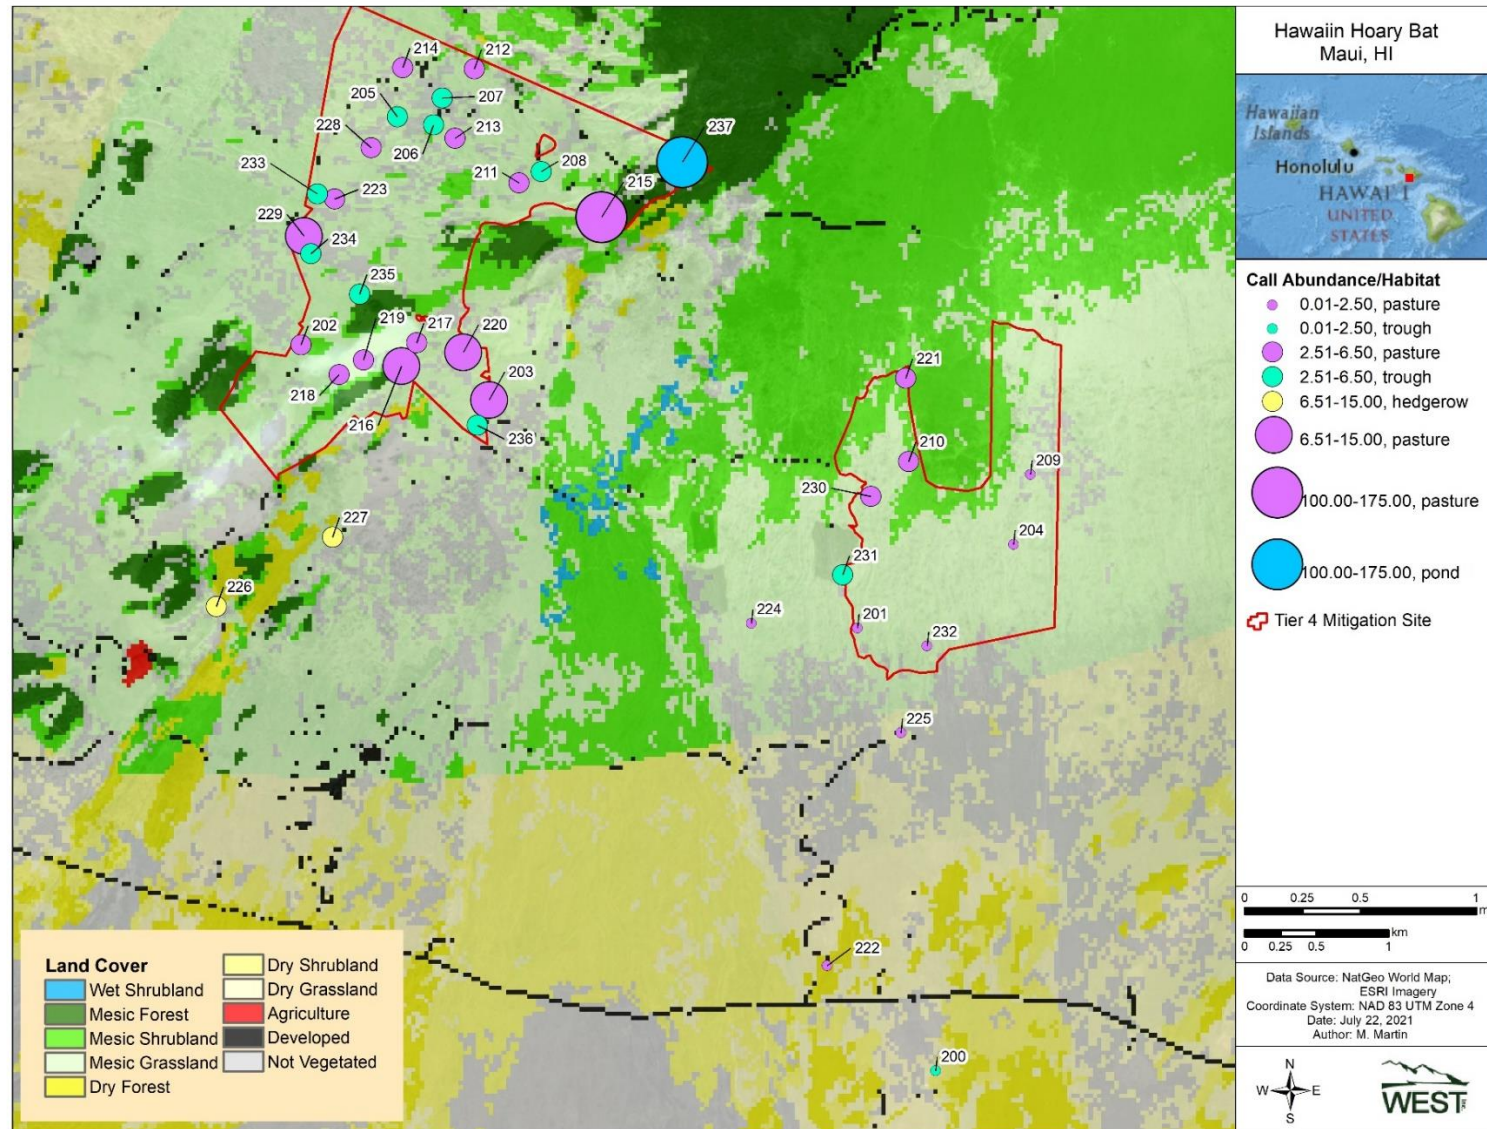 Hawaiin Hoary Bat
Maui, HI
Hawaiian
Islands
Honolulu
HAWAI I
UNITED
STATES
Call Abundance/Habitat
0.01-2.50, pasture
0.01-2.50, trough
2.51-6.50, pasture
2.51-6.50, trough
6.51-15.00, hedgerow
6.51-15.00, pasture
100.00-175.00, pasture
100.00-175.00, pond
Tier 4 Mitigation Site
0 0.25 0.5 1
m
km
0 0.25 0.5 1
Data Source: NatGeo World Map;
ESRI Imagery
Coordinate System: NAD 83 UTM Zone 4
Date: July 22, 2021
Author: M. Martin
N
W E
S
WEST
Inc.
214
212
205
207
228
206
213
237
233
223
211
208
215
229
234
235
202
219
217
220
218
216
203
236
221
210
209
230
204
227
231
226
224
201
232
225
222
200
Land Cover
Wet Shrubland
Mesic Forest
Mesic Shrubland
Mesic Grassland
Dry Forest
Dry Shrubland
Dry Grassland
Agriculture
Developed
Not Vegetated